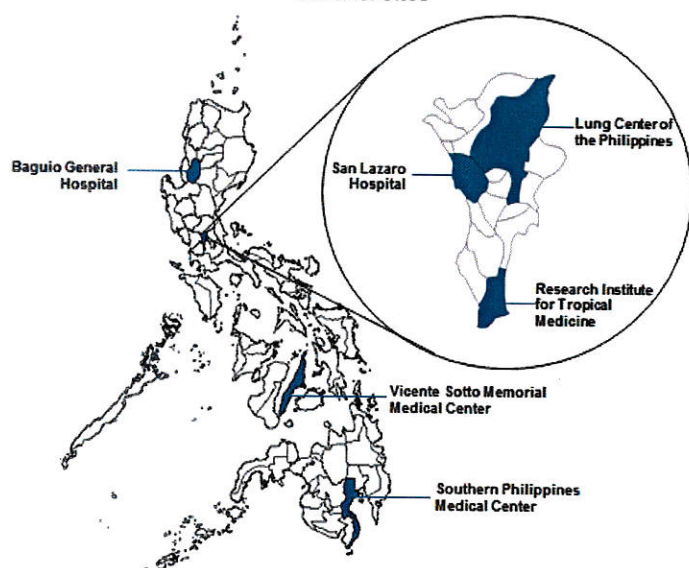 Baguio General
Hospital
Lung Center of
the Philippines
San Lazaro
Hospital
Research Institute
for Tropical
Medicine
Vicente Sotto Memorial
Medical Center
Southern Philippines
Medical Center